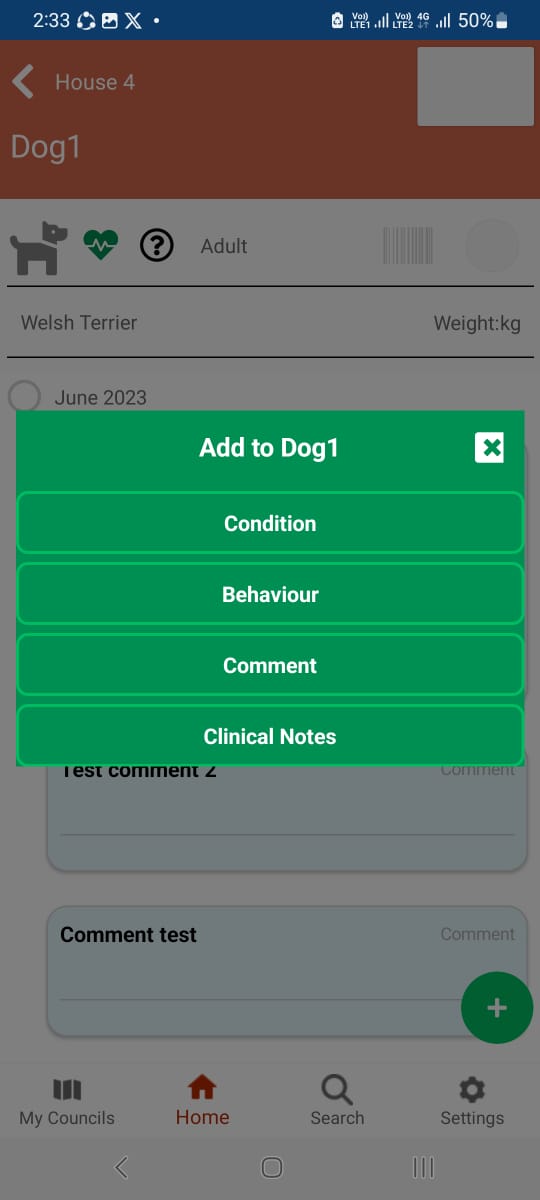 2:33
Vo)) LTE1
Vo)) LTE2
4G
50%
House 4
Dog1
Adult
Welsh Terrier
Weight:kg
June 2023
Add to Dog1
Condition
Behaviour
Comment
Clinical Notes
Test comment 2
Comment
Comment test
Comment
My Councils
Home
Search
Settings